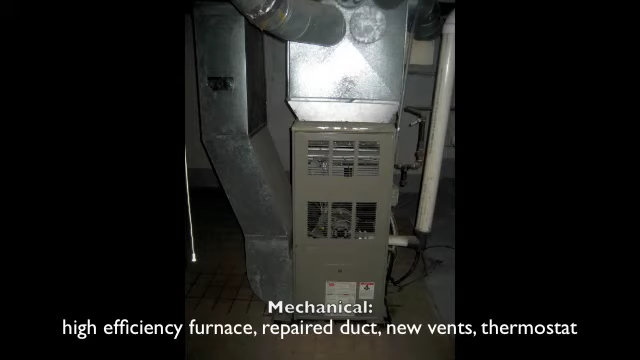 Mechanical:
high efficiency furnace, repaired duct, new vents, thermostat